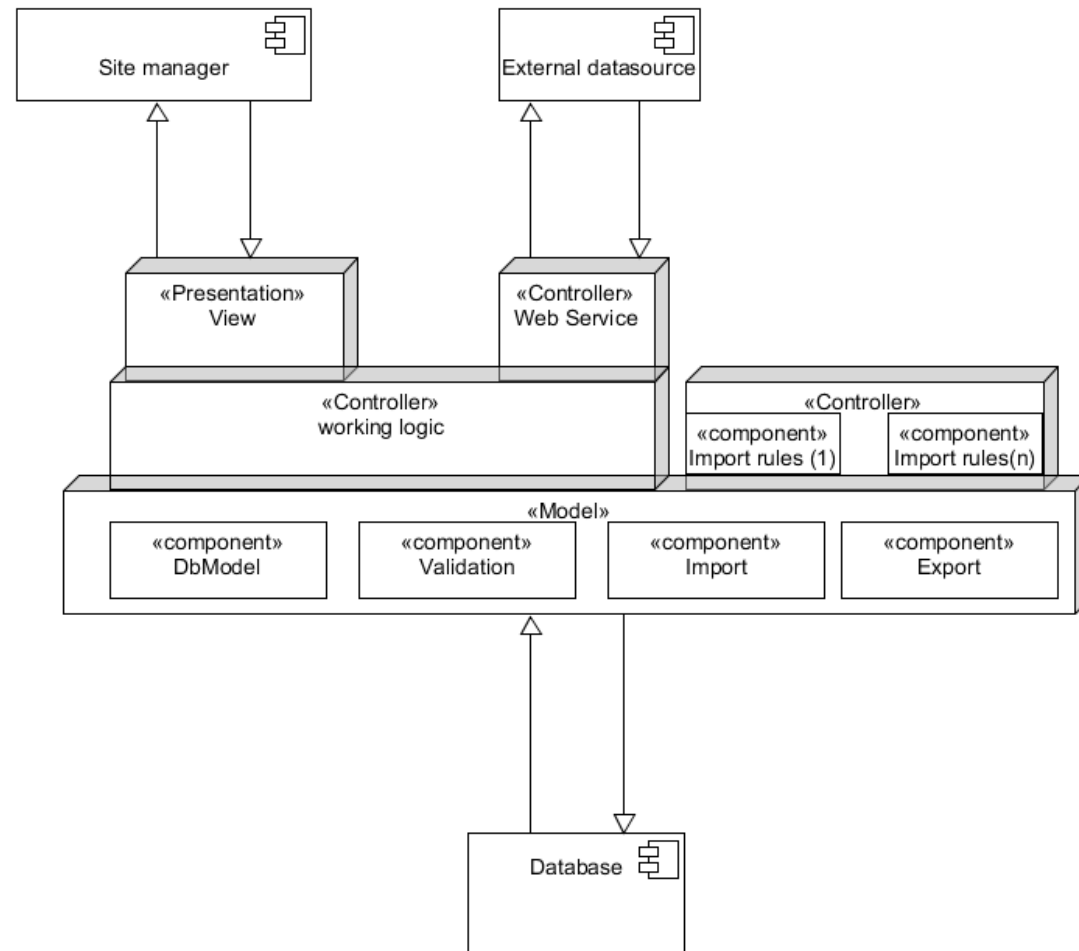 Site manager
External datasource
«Presentation»
View
«Controller»
Web Service
«Controller»
working logic
«Controller»
«component»
Import rules (1)
«component»
Import rules(n)
«Model»
«component»
DbModel
«component»
Validation
«component»
Import
«component»
Export
Database